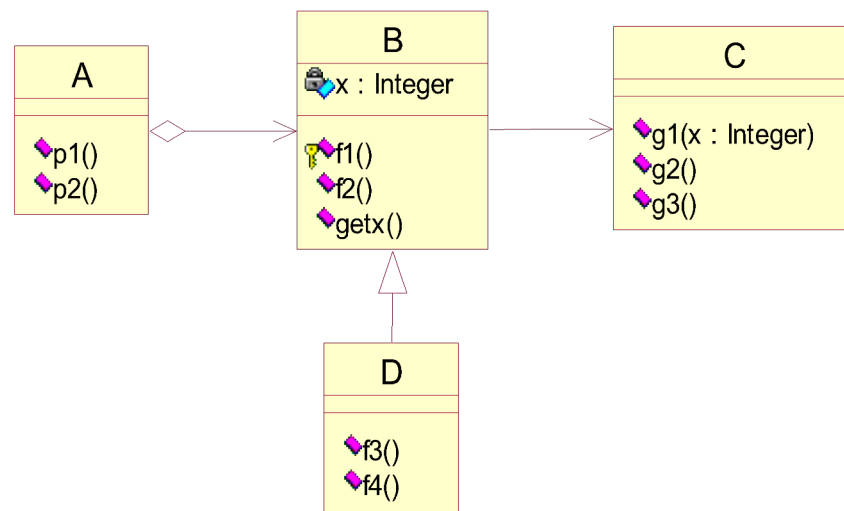 A
p1()
p2()
B
x : Integer
f1()
f2()
getx()
C
g1(x : Integer)
g2()
g3()
D
f3()
f4()